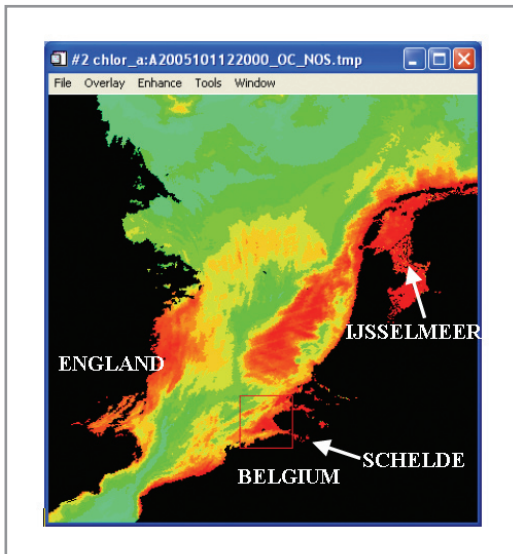 #2 chlor_a:A2005101122000_OC_NOS.tmp
File Overlay Enhance Tools Window
IJSSELMEER
ENGLAND
SCHELDE
BELGIUM